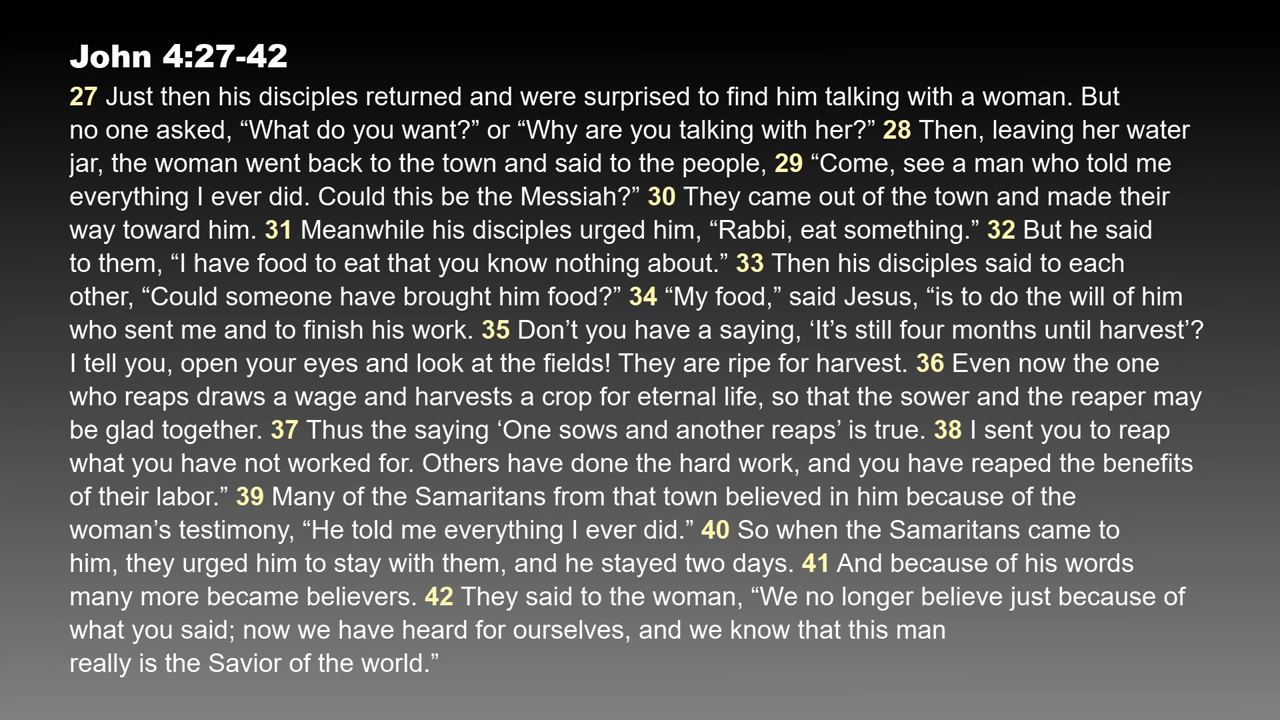 John 4:27-42
27 Just then his disciples returned and were surprised to find him talking with a woman. But
no one asked, “What do you want?” or “Why are you talking with her?” 28 Then, leaving her water
jar, the woman went back to the town and said to the people, 29 “Come, see a man who told me
everything I ever did. Could this be the Messiah?” 30 They came out of the town and made their
way toward him. 31 Meanwhile his disciples urged him, “Rabbi, eat something.” 32 But he said
to them, “I have food to eat that you know nothing about.” 33 Then his disciples said to each
other, “Could someone have brought him food?” 34 “My food,” said Jesus, “is to do the will of him
who sent me and to finish his work. 35 Don’t you have a saying, ‘It’s still four months until harvest’?
I tell you, open your eyes and look at the fields! They are ripe for harvest. 36 Even now the one
who reaps draws a wage and harvests a crop for eternal life, so that the sower and the reaper may
be glad together. 37 Thus the saying ‘One sows and another reaps’ is true. 38 I sent you to reap
what you have not worked for. Others have done the hard work, and you have reaped the benefits
of their labor.” 39 Many of the Samaritans from that town believed in him because of the
woman’s testimony, “He told me everything I ever did.” 40 So when the Samaritans came to
him, they urged him to stay with them, and he stayed two days. 41 And because of his words
many more became believers. 42 They said to the woman, “We no longer believe just because of
what you said; now we have heard for ourselves, and we know that this man
really is the Savior of the world.”